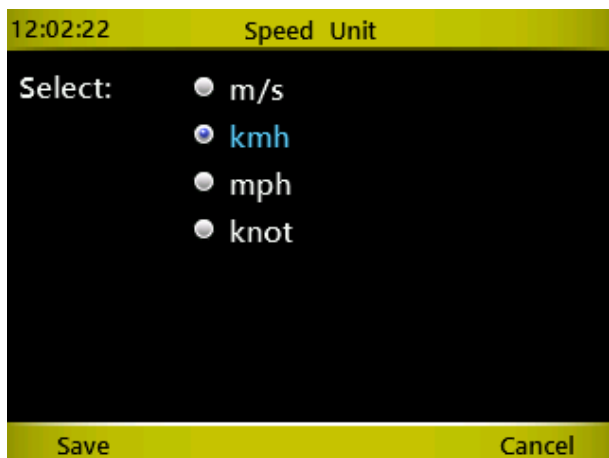 12:02:22 Speed Unit
Select: m/s
kmh
mph
knot
Save Cancel